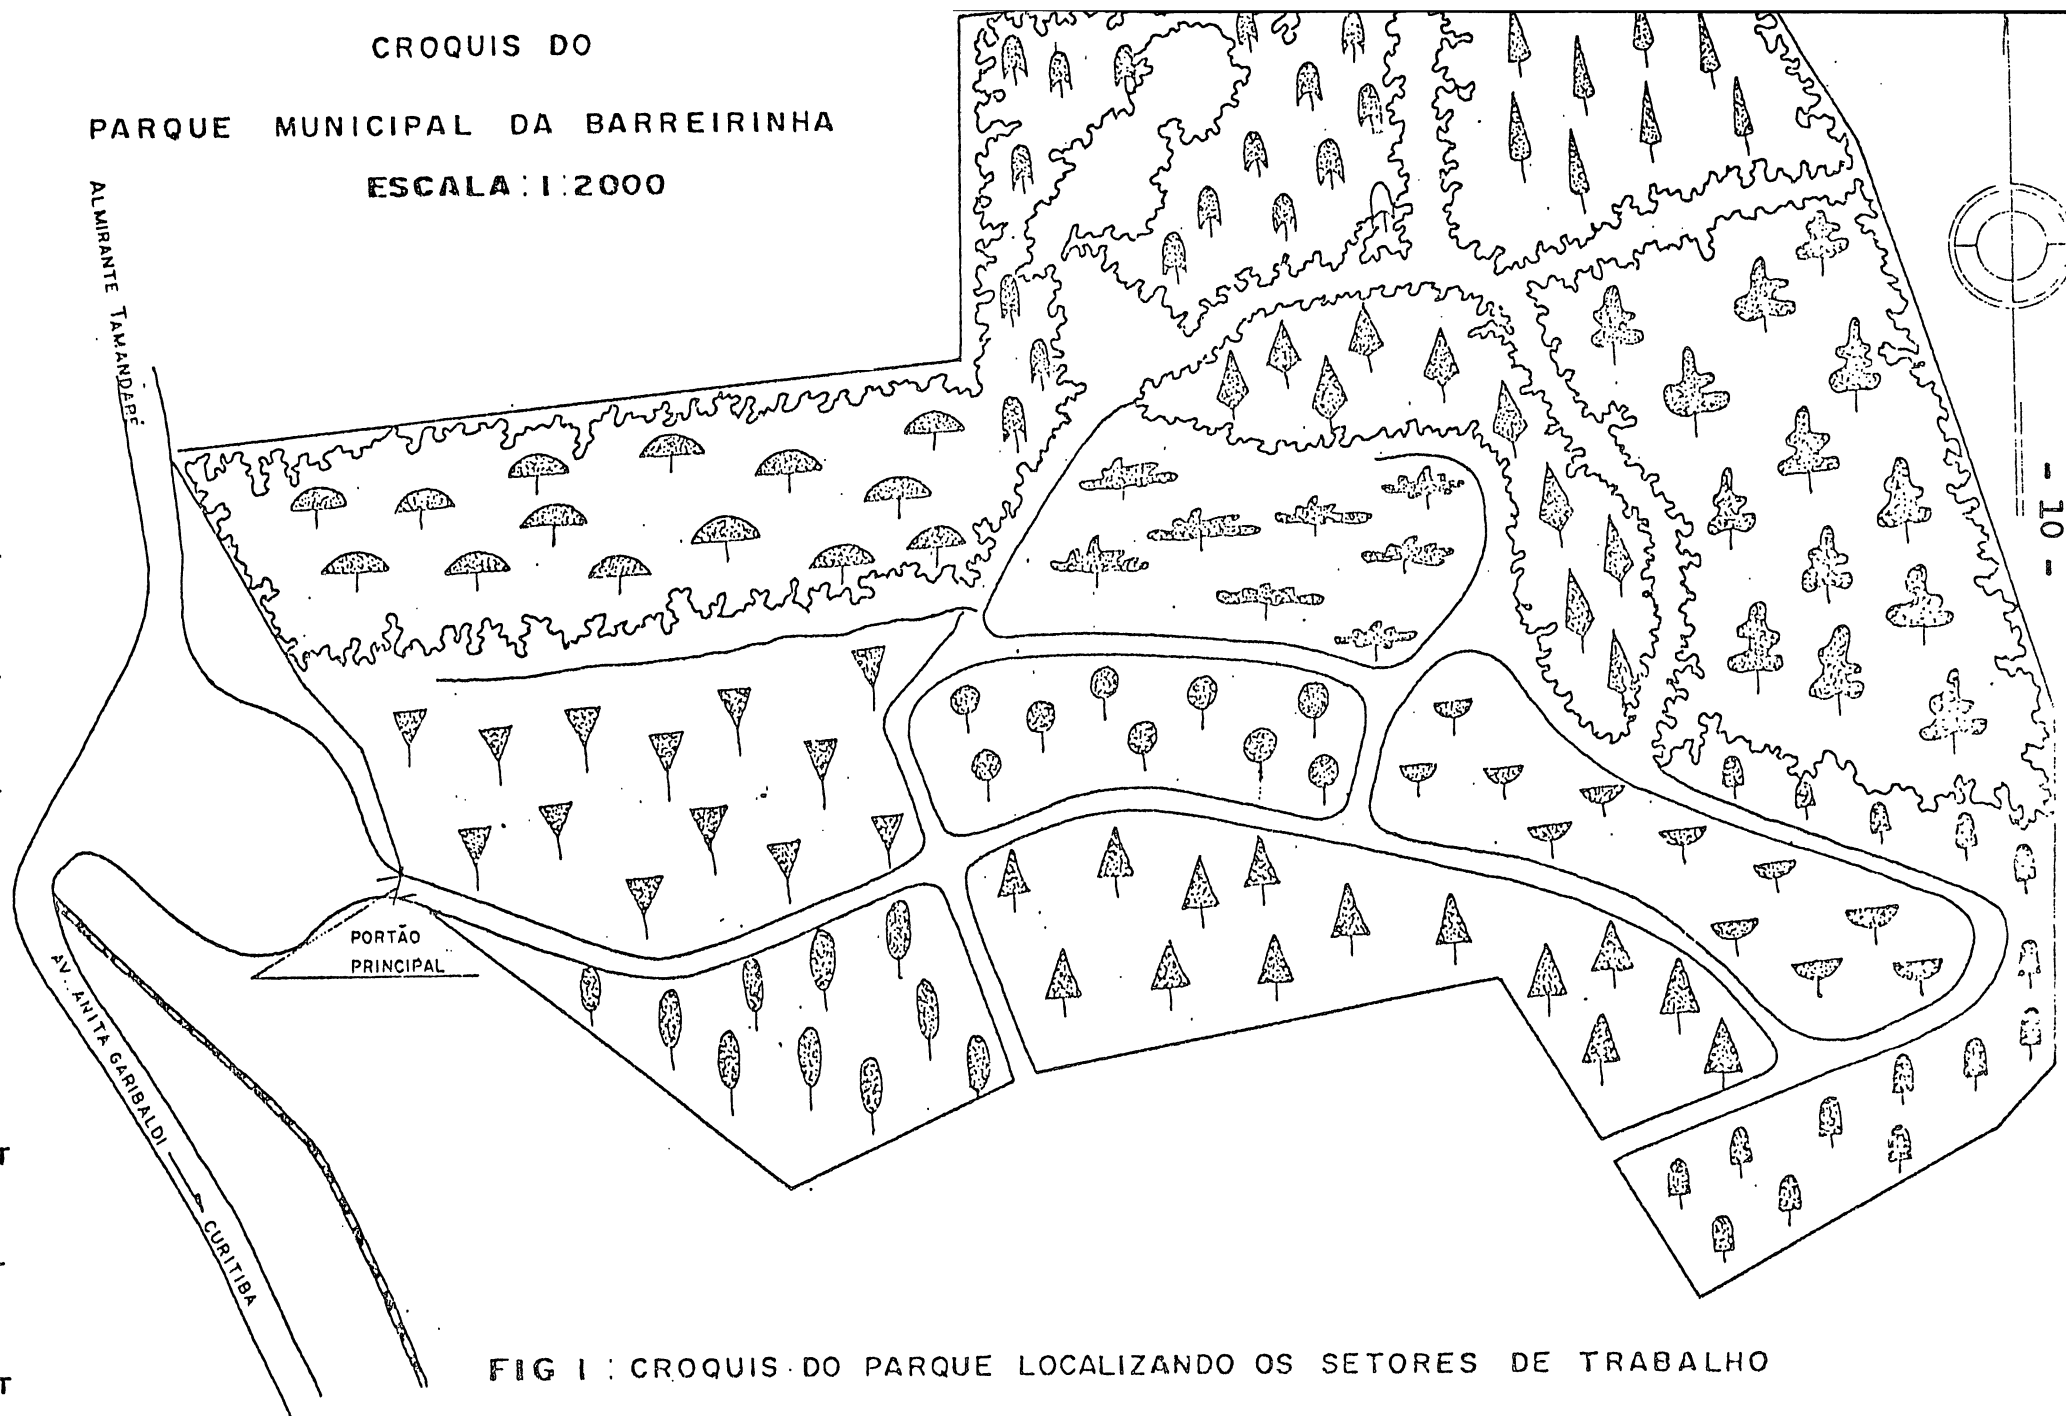 CROQUIS DO
PARQUE MUNICIPAL DA BARREIRINHA
ESCALA: 1:2000
ALMIRANTE TAMANDARÉ
- 10 -
PORTÃO
PRINCIPAL
AV. ANITA GARIBALDI
CURITIBA
T
T
FIG 1 : CROQUIS DO PARQUE LOCALIZANDO OS SETORES DE TRABALHO